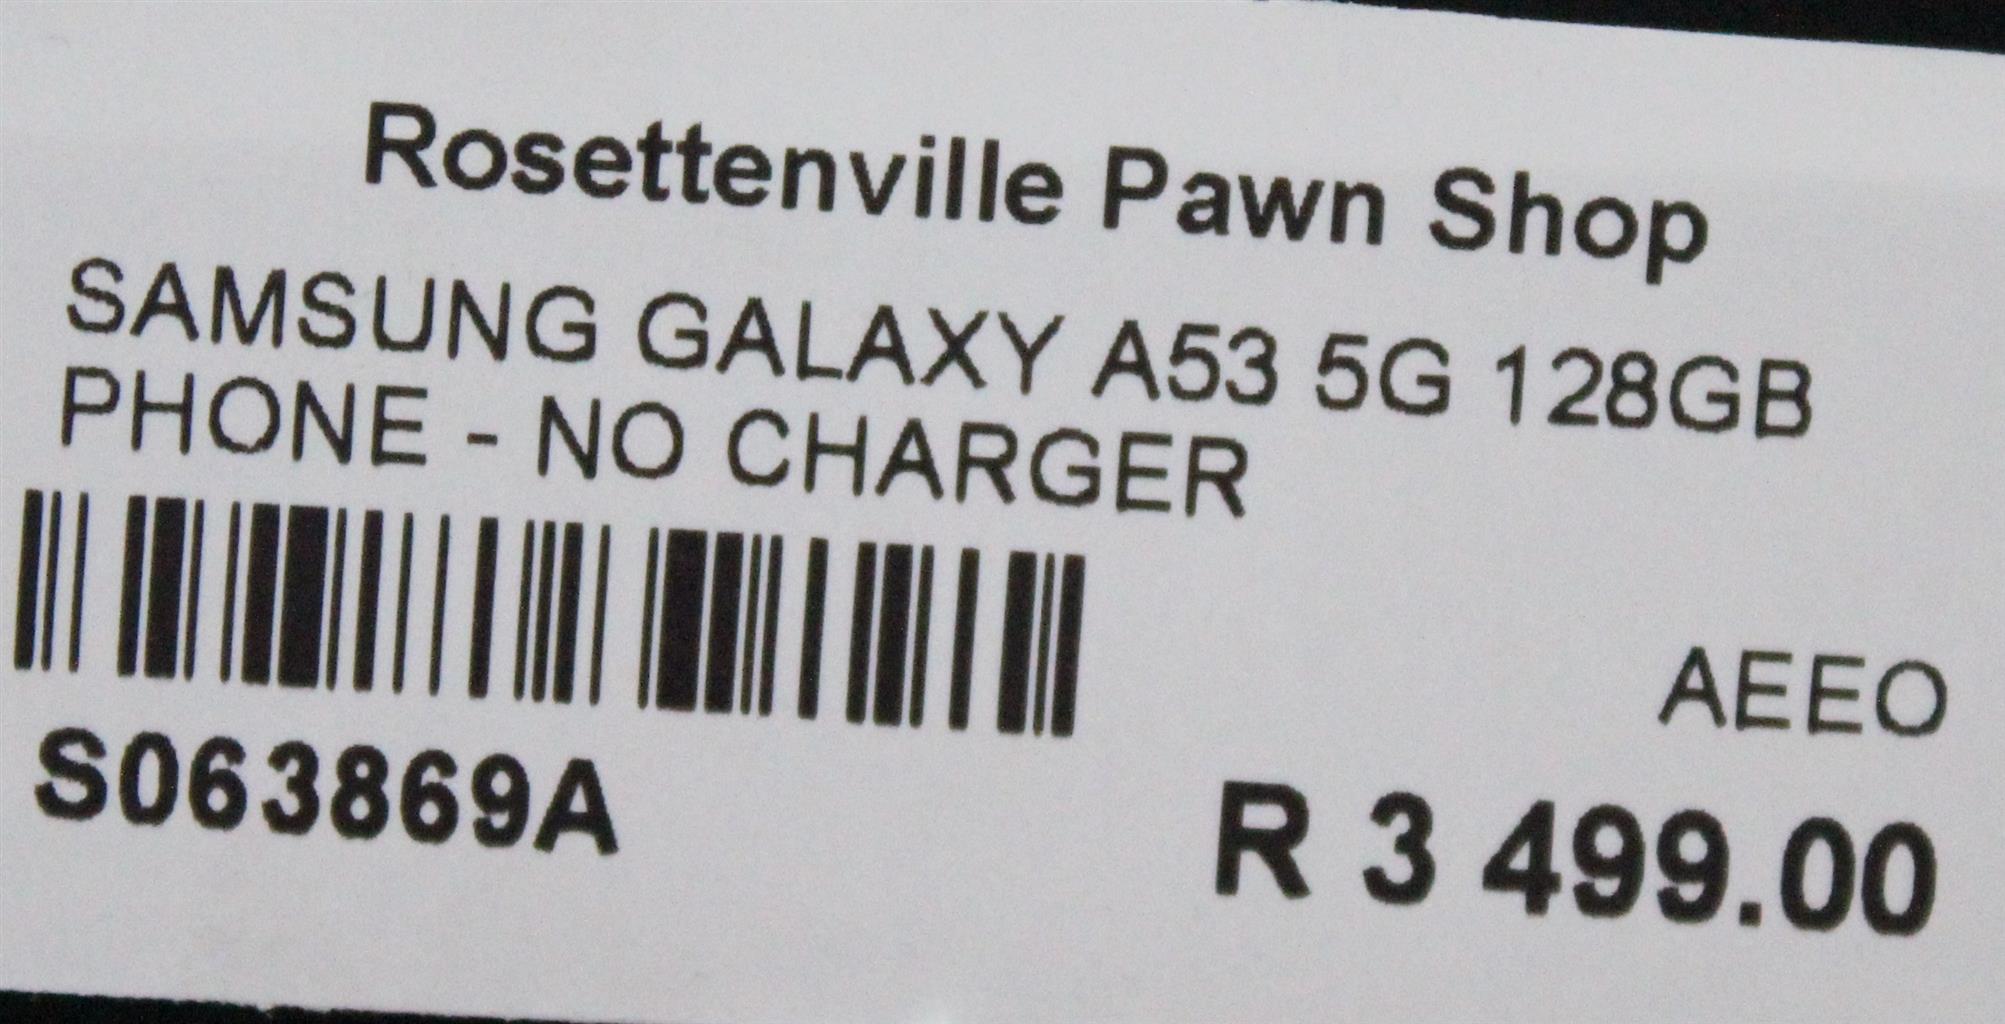 Rosettenville Pawn Shop
SAMSUNG GALAXY A53 5G 128GB
PHONE - NO CHARGER
AEEO
S063869A
R 3 499.00